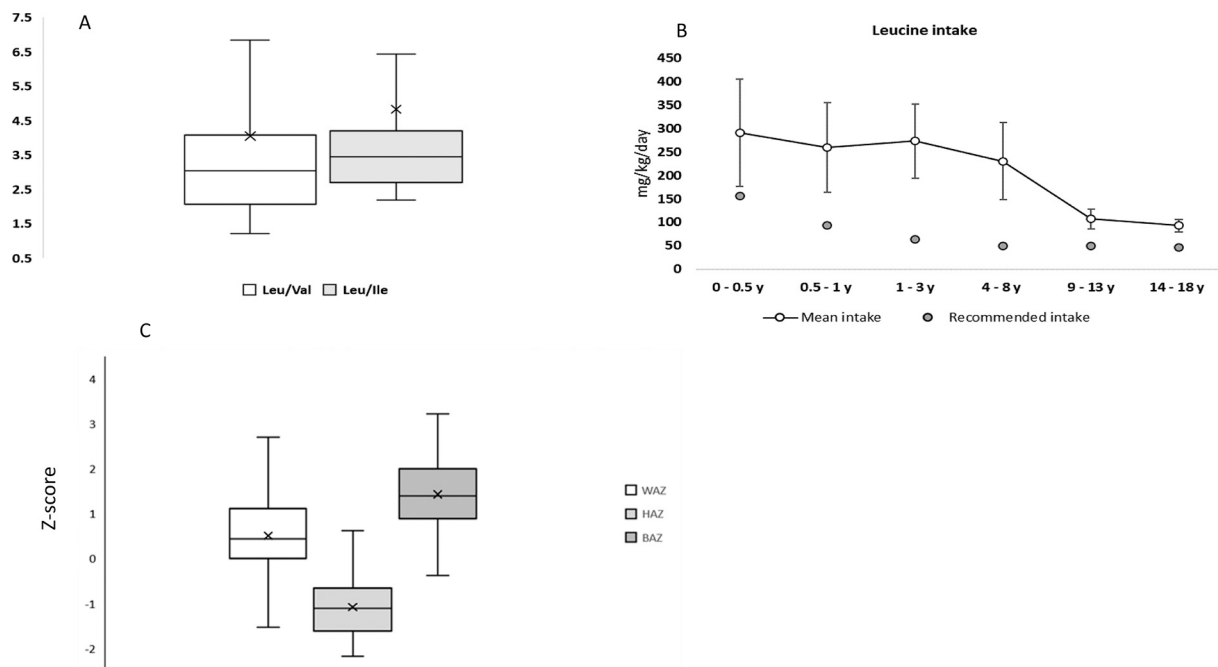 A
7.5
6.5
5.5
4.5
3.5
2.5
1.5
0.5
Leu/Val Leu/Ile
B
Leucine intake
mg/kg/day
450
400
350
300
250
200
150
100
50
0
0 - 0.5 y 0.5 - 1 y 1 - 3 y 4 - 8 y 9 - 13 y 14 - 18 y
Mean intake Recommended intake
C
Z-score
4
3
2
1
0
-1
-2
WAZ
HAZ
BAZ